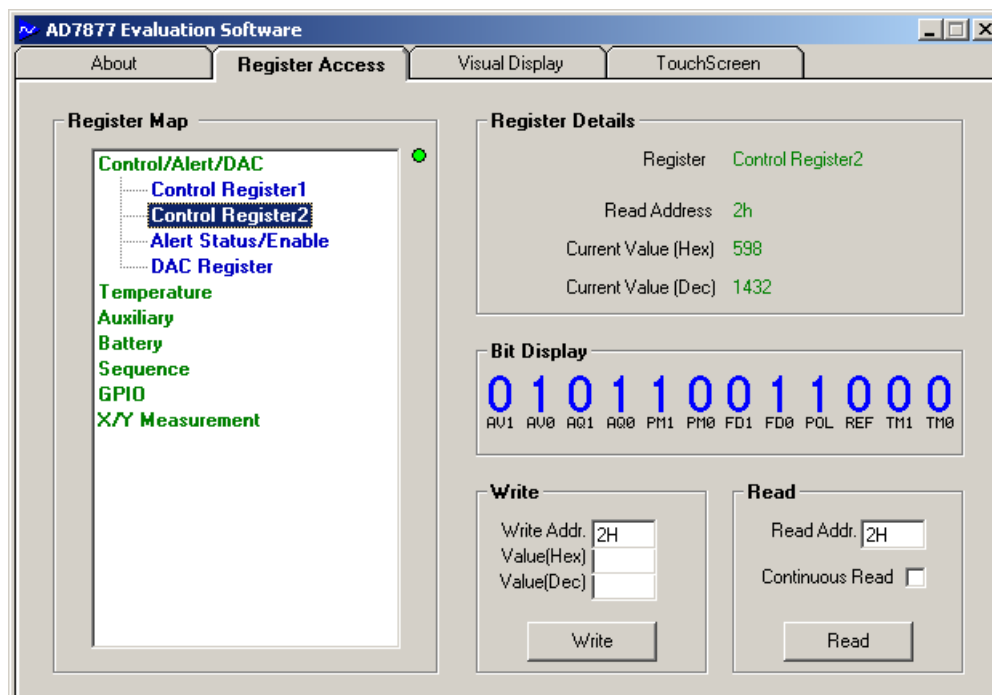 AD7877 Evaluation Software
About Register Access Visual Display TouchScreen
Register Map
Control/Alert/DAC
Control Register1
Control Register2
Alert Status/Enable
DAC Register
Temperature
Auxiliary
Battery
Sequence
GPIO
X/Y Measurement
Register Details
Register Control Register2
Read Address 2h
Current Value (Hex) 598
Current Value (Dec) 1432
Bit Display
0 1 0 1 1 0 0 1 1 0 0 0
AV1 AV0 AQ1 AQ0 PM1 PM0 FD1 FD0 POL REF TM1 TM0
Write
Write Addr. 2H
Value(Hex)
Value(Dec)
Write
Read
Read Addr. 2H
Continuous Read
Read